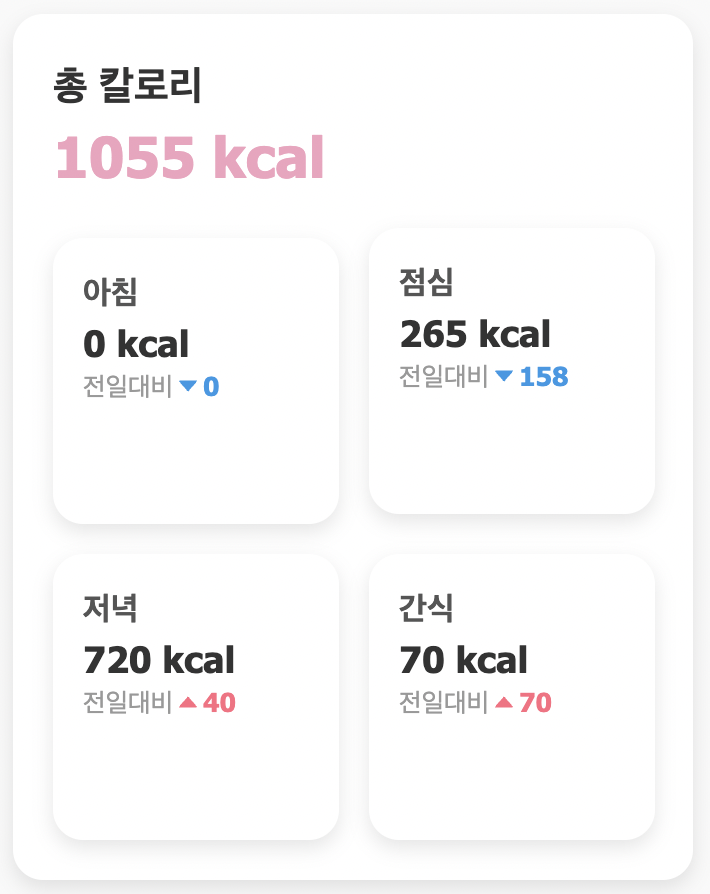 총 칼로리
1055 kcal
아침
0 kcal
전일대비 ▼ 0
점심
265 kcal
전일대비 ▼ 158
저녁
720 kcal
전일대비 ▲ 40
간식
70 kcal
전일대비 ▲ 70